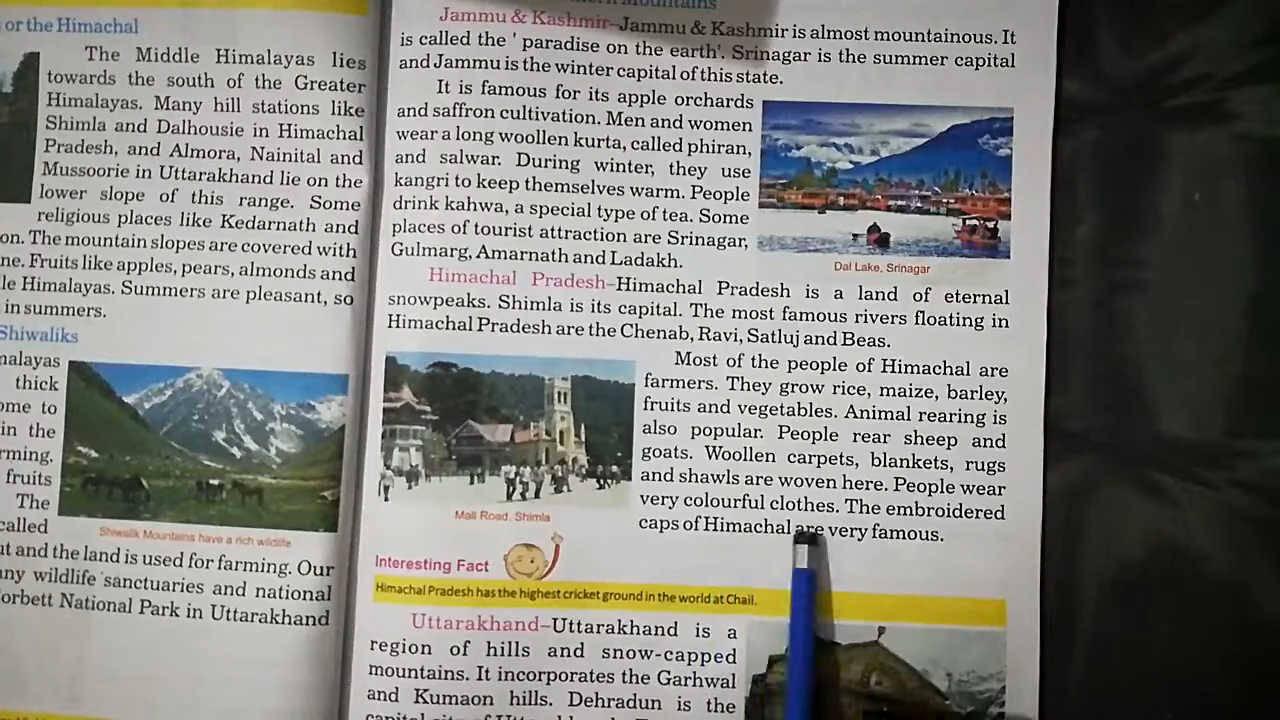 or the Himachal
The Middle Himalayas lies
towards the south of the Greater
Himalayas. Many hill stations like
Shimla and Dalhousie in Himachal
Pradesh, and Almora, Nainital and
Mussoorie in Uttarakhand lie on the
lower slope of this range. Some
religious places like Kedarnath and
on. The mountain slopes are covered with
ne. Fruits like apples, pears, almonds and
le Himalayas. Summers are pleasant, so
in summers.
Shiwaliks
malayas
thick
ome to
in the
rming.
fruits
The
called
Shiwalik Mountains have a rich wildlife
at and the land is used for farming. Our
any wildlife sanctuaries and national
orbett National Park in Uttarakhand
Mountains
Jammu & Kashmir–Jammu & Kashmir is almost mountainous. It
is called the ' paradise on the earth'. Srinagar is the summer capital
and Jammu is the winter capital of this state.
It is famous for its apple orchards
and saffron cultivation. Men and women
wear a long woollen kurta, called phiran,
and salwar. During winter, they use
kangri to keep themselves warm. People
drink kahwa, a special type of tea. Some
places of tourist attraction are Srinagar,
Gulmarg, Amarnath and Ladakh.
Dal Lake, Srinagar
Himachal Pradesh–Himachal Pradesh is a land of eternal
snowpeaks. Shimla is its capital. The most famous rivers floating in
Himachal Pradesh are the Chenab, Ravi, Satluj and Beas.
Most of the people of Himachal are
farmers. They grow rice, maize, barley,
fruits and vegetables. Animal rearing is
also popular. People rear sheep and
goats. Woollen carpets, blankets, rugs
and shawls are woven here. People wear
very colourful clothes. The embroidered
caps of Himachal are very famous.
Mall Road, Shimla
Interesting Fact
Himachal Pradesh has the highest cricket ground in the world at Chail.
Uttarakhand–Uttarakhand is a
region of hills and snow-capped
mountains. It incorporates the Garhwal
and Kumaon hills. Dehradun is the
capital city of